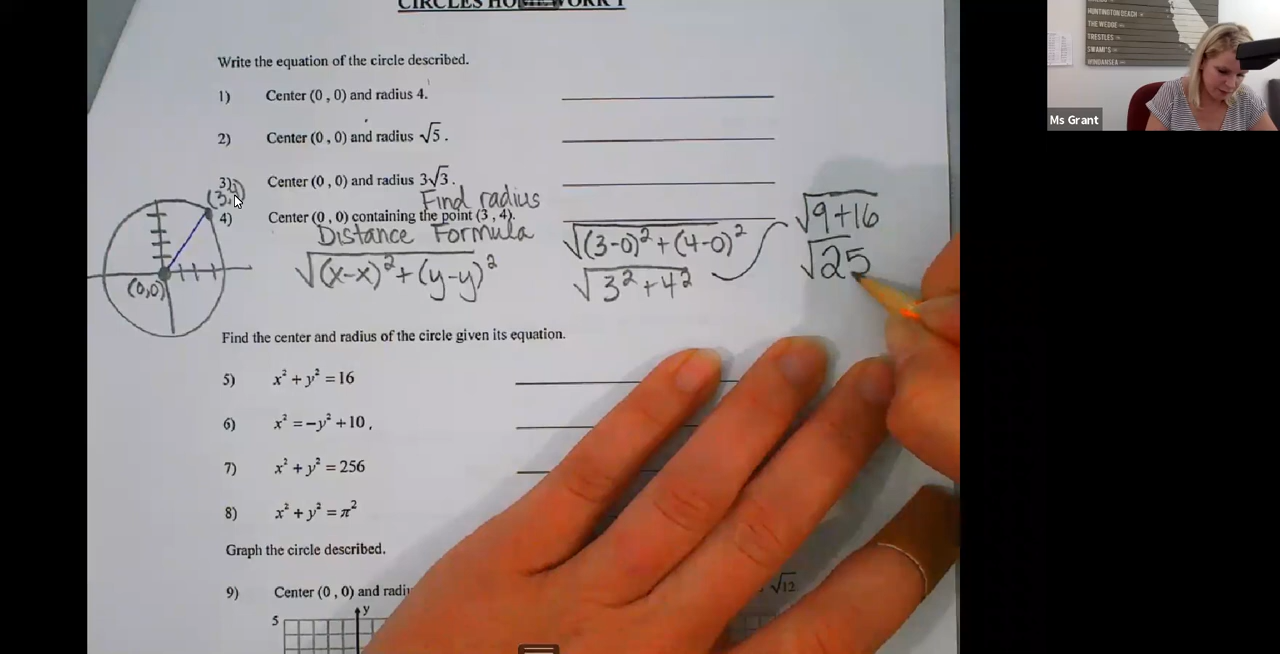 CIRCLES HOMEWORK 1
Write the equation of the circle described.
1) Center (0 , 0) and radius 4.
2) Center (0 , 0) and radius √5 .
3) Center (0 , 0) and radius 3√3 .
Find radius
4) Center (0 , 0) containing the point (3 , 4).
Distance Formula
√(x-x)² + (y-y)²
√(3-0)² + (4-0)²
√3² + 4²
√9+16
√25
(0,0)
Find the center and radius of the circle given its equation.
5) x² + y² = 16
6) x² = −y² + 10 ,
7) x² + y² = 256
8) x² + y² = π²
Graph the circle described.
9) Center (0 , 0) and
√12
5
y
HUNTINGTON BEACH
THE WEDGE
TRESTLES
SWAMI'S
WINDANSEA
Ms Grant